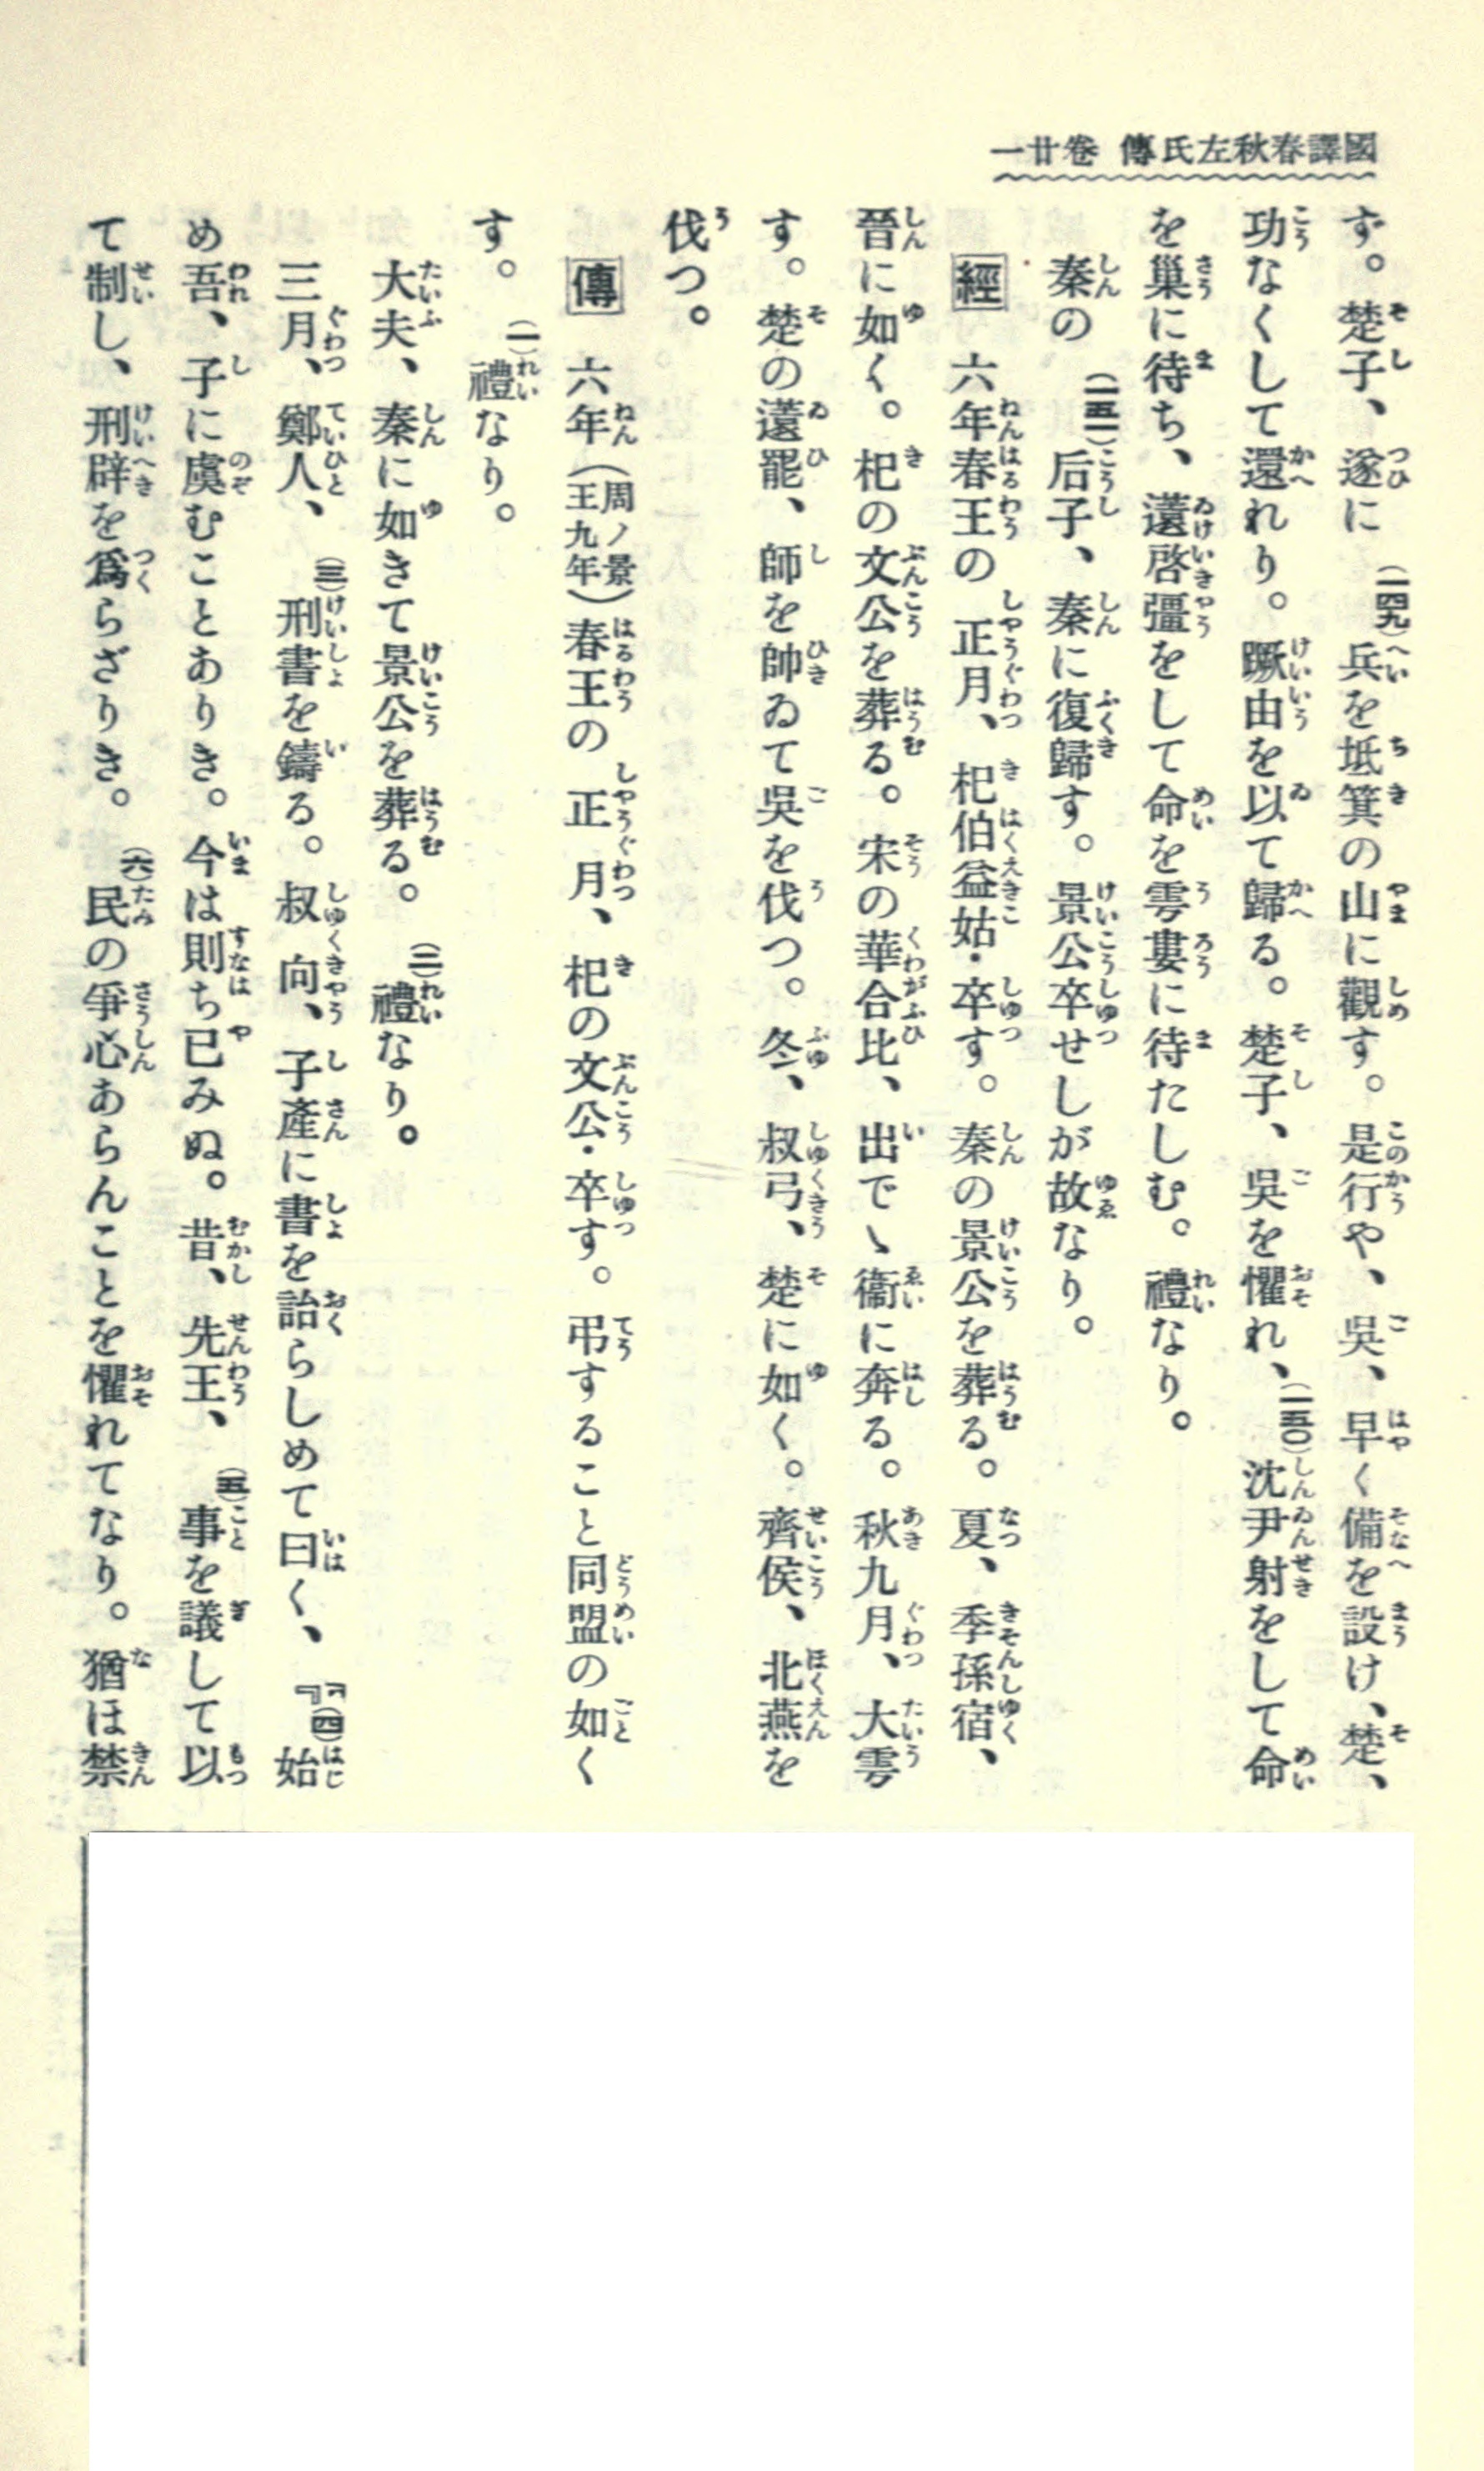 國譯春秋左氏傳 卷廿一
ず。楚子、遂に(一四九)兵を坻箕の山に觀す。是行や、吳、早く備を設け、楚、
功なくして還れり。蹶由を以て歸る。楚子、吳を懼れ、(一五〇)沈尹射をして命
を巢に待ち、薳啓彊をして命を雩婁に待たしむ。禮なり。
秦の(一五一)后子、秦に復歸す。景公卒せしが故なり。
經 六年春王の正月、杞伯益姑・卒す。秦の景公を葬る。夏、季孫宿、
晉に如く。杞の文公を葬る。宋の華合比、出でゝ衞に奔る。秋九月、大雩
す。楚の薳罷、師を帥ゐて吳を伐つ。冬、叔弓、楚に如く。齊侯、北燕を
伐つ。
傳 六年(周ノ景王九年)春王の正月、杞の文公・卒す。弔すること同盟の如く
す。(一)禮なり。
大夫、秦に如きて景公を葬る。(二)禮なり。
三月、鄭人、(三)刑書を鑄る。叔向、子產に書を詒らしめて曰く、『(四)始
め吾、子に虞むことありき。今は則ち已みぬ。昔、先王、(五)事を議して以
て制し、刑辟を爲らざりき。(六)民の爭心あらんことを懼れてなり。猶ほ禁